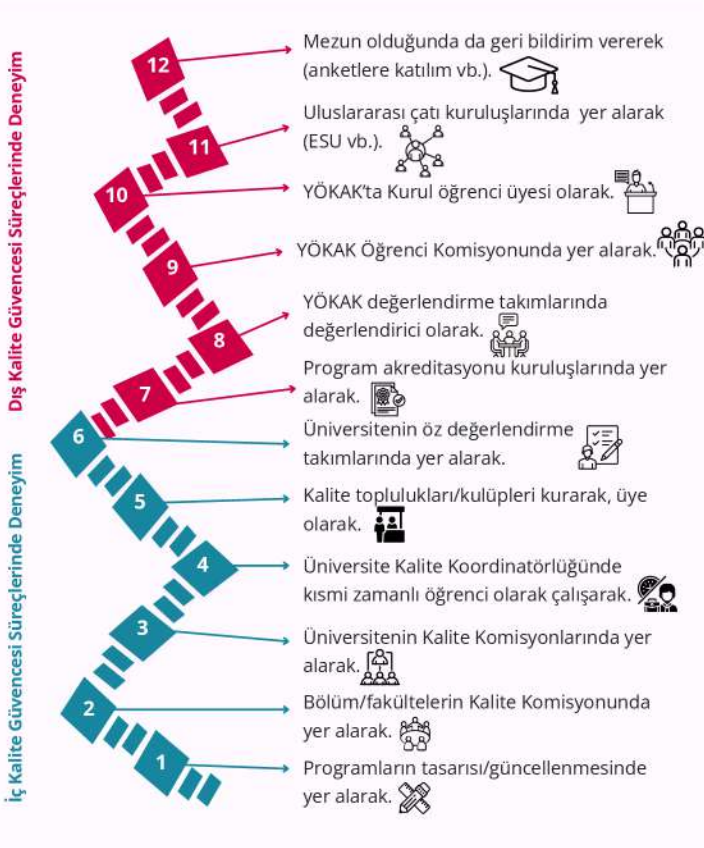 Dış Kalite Güvencesi Süreçlerinde Deneyim
12
Mezun olduğunda da geri bildirim vererek
(anketlere katılım vb.).
11
Uluslararası çatı kuruluşlarında yer alarak
(ESU vb.).
10
YÖKAK'ta Kurul öğrenci üyesi olarak.
9
YÖKAK Öğrenci Komisyonunda yer alarak.
8
YÖKAK değerlendirme takımlarında
değerlendirici olarak.
7
Program akreditasyonu kuruluşlarında yer
alarak.
İç Kalite Güvencesi Süreçlerinde Deneyim
6
Üniversitenin öz değerlendirme
takımlarında yer alarak.
5
Kalite toplulukları/kulüpleri kurarak, üye
olarak.
4
Üniversite Kalite Koordinatörlüğünde
kısmi zamanlı öğrenci olarak çalışarak.
3
Üniversitenin Kalite Komisyonlarında yer
alarak.
2
Bölüm/fakültelerin Kalite Komisyonunda
yer alarak.
1
Programların tasarısı/güncellenmesinde
yer alarak.